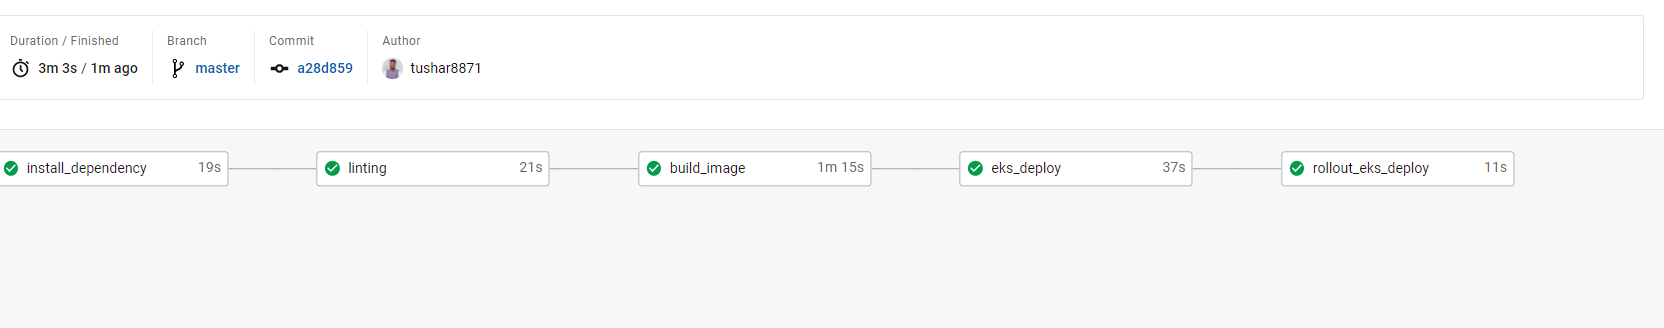 Duration / Finished Branch Commit Author
3m 3s / 1m ago master a28d859 tushar8871
install_dependency 19s linting 21s build_image 1m 15s eks_deploy 37s rollout_eks_deploy 11s